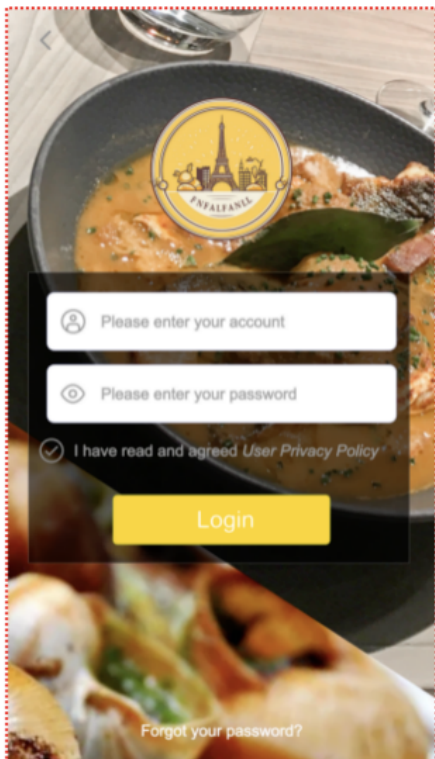 ENFALFANLL
Please enter your account
Please enter your password
I have read and agreed User Privacy Policy
Login
Forgot your password?